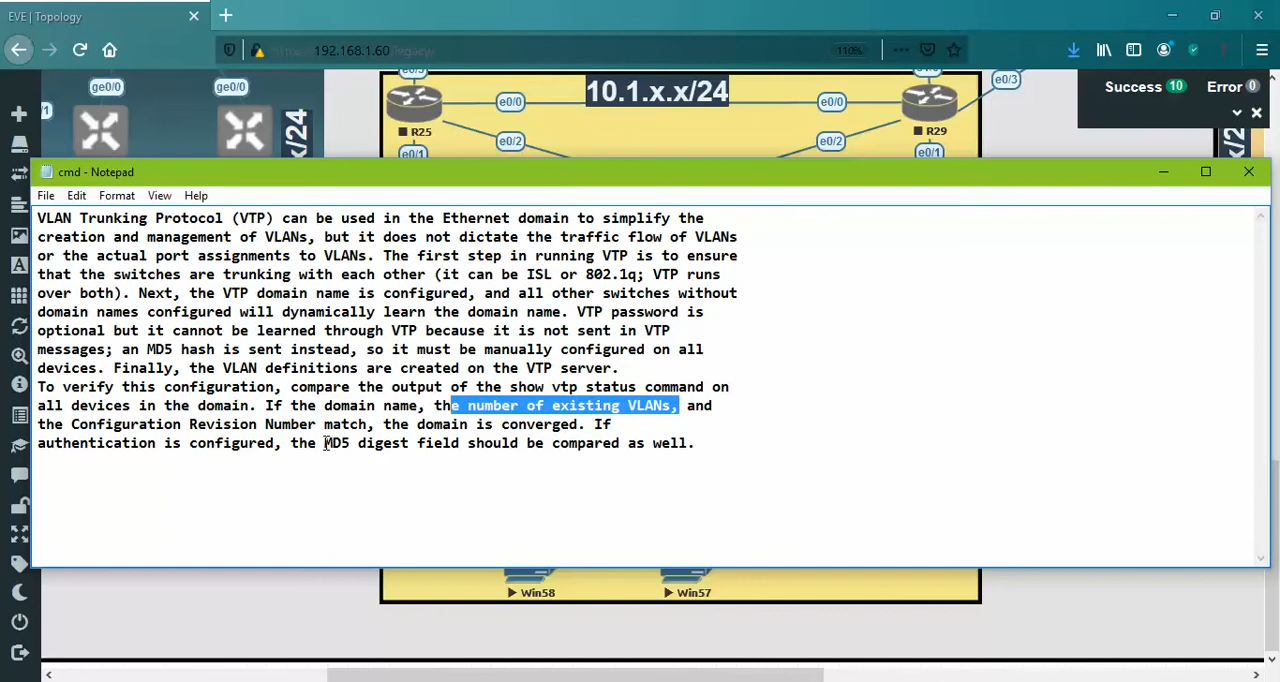 EVE | Topology
192.168.1.60/legacy/
110%
ge0/0
ge0/0
x/24
10.1.x.x/24
e0/0
e0/0
e0/3
R25
R29
e0/2
e0/2
e0/1
e0/1
Success 10
Error 0
cmd - Notepad
File Edit Format View Help
VLAN Trunking Protocol (VTP) can be used in the Ethernet domain to simplify the
creation and management of VLANs, but it does not dictate the traffic flow of VLANs
or the actual port assignments to VLANs. The first step in running VTP is to ensure
that the switches are trunking with each other (it can be ISL or 802.1q; VTP runs
over both). Next, the VTP domain name is configured, and all other switches without
domain names configured will dynamically learn the domain name. VTP password is
optional but it cannot be learned through VTP because it is not sent in VTP
messages; an MD5 hash is sent instead, so it must be manually configured on all
devices. Finally, the VLAN definitions are created on the VTP server.
To verify this configuration, compare the output of the show vtp status command on
all devices in the domain. If the domain name, the number of existing VLANs, and
the Configuration Revision Number match, the domain is converged. If
authentication is configured, the MD5 digest field should be compared as well.
Win58
Win57